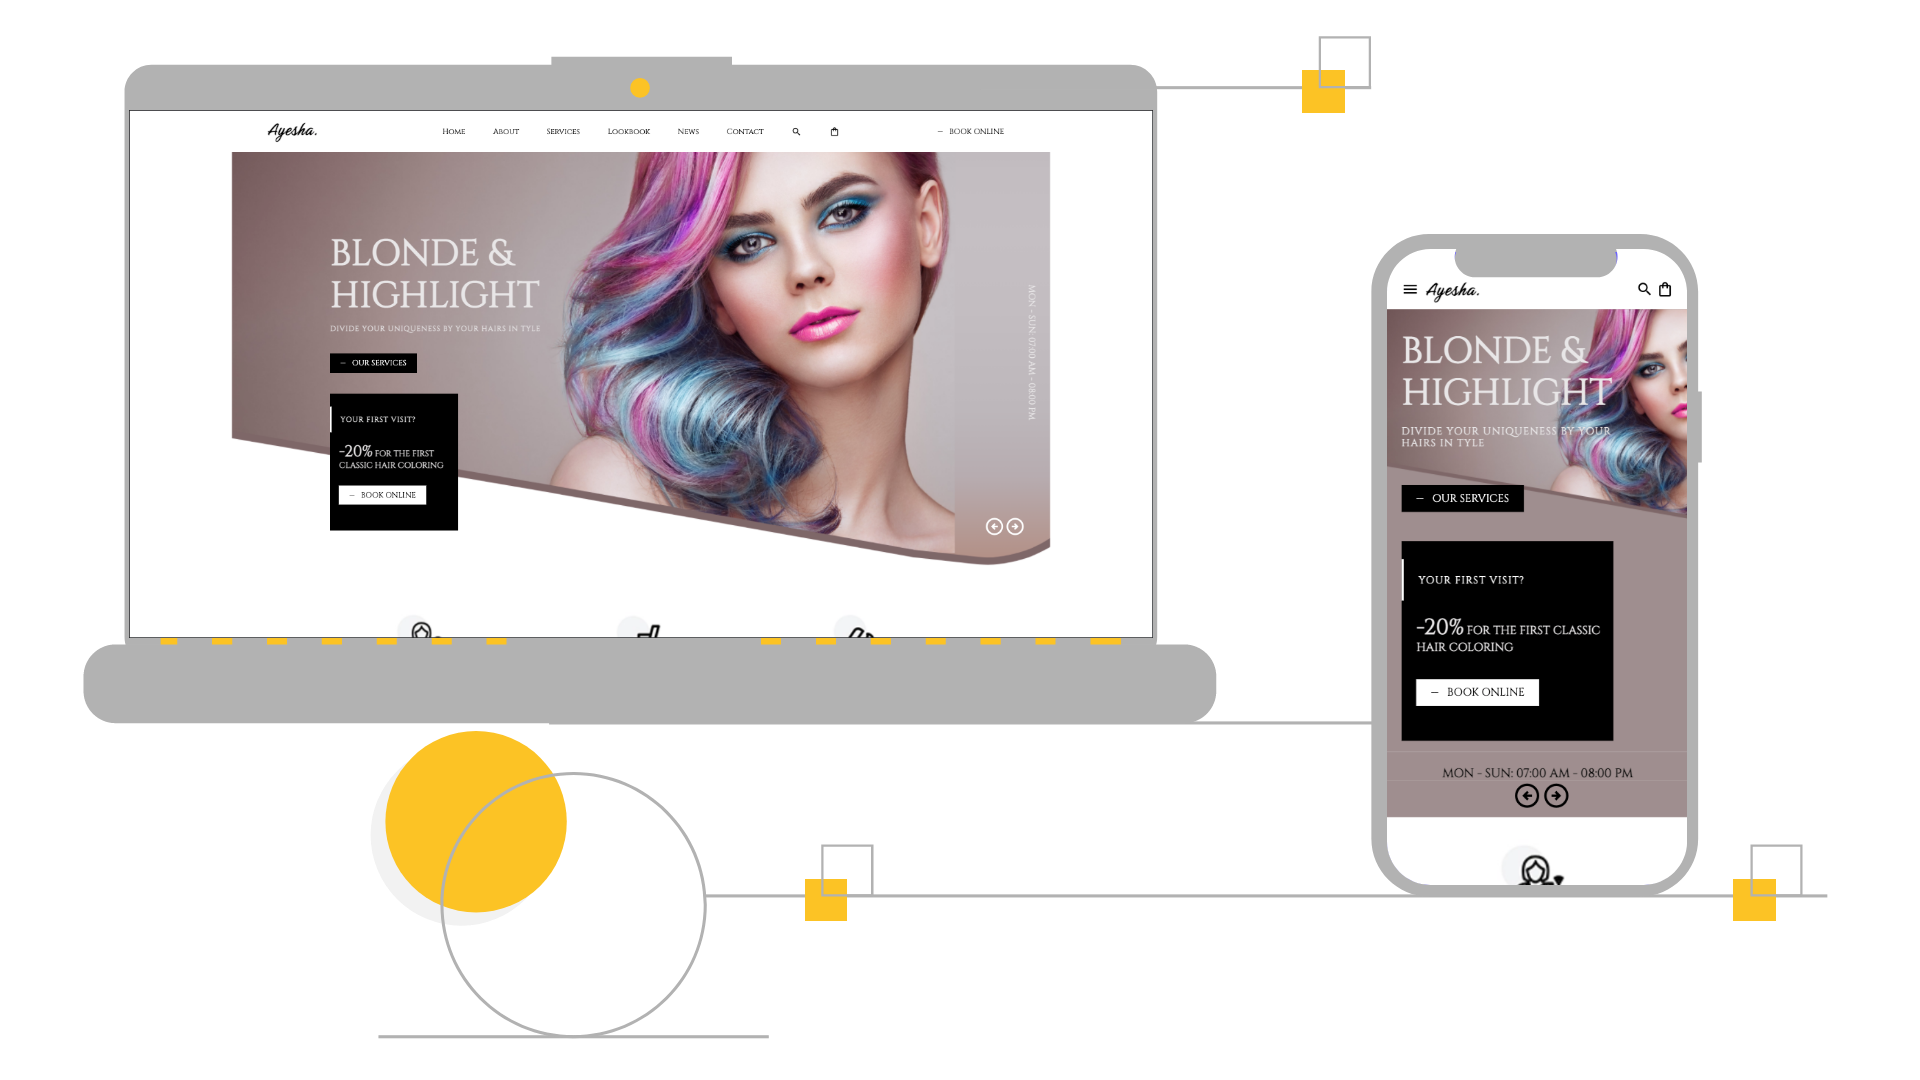 Ayesha.
Home About Services Lookbook News Contact
— BOOK ONLINE
BLONDE &
HIGHLIGHT
DIVIDE YOUR UNIQUENESS BY YOUR HAIRS IN TYLE
— OUR SERVICES
YOUR FIRST VISIT?
-20% FOR THE FIRST
CLASSIC HAIR COLORING
— BOOK ONLINE
MON - SUN: 07:00 AM - 08:00 PM
Ayesha.
BLONDE &
HIGHLIGHT
DIVIDE YOUR UNIQUENESS BY YOUR
HAIRS IN TYLE
— OUR SERVICES
YOUR FIRST VISIT?
-20% FOR THE FIRST CLASSIC
HAIR COLORING
— BOOK ONLINE
MON - SUN: 07:00 AM - 08:00 PM